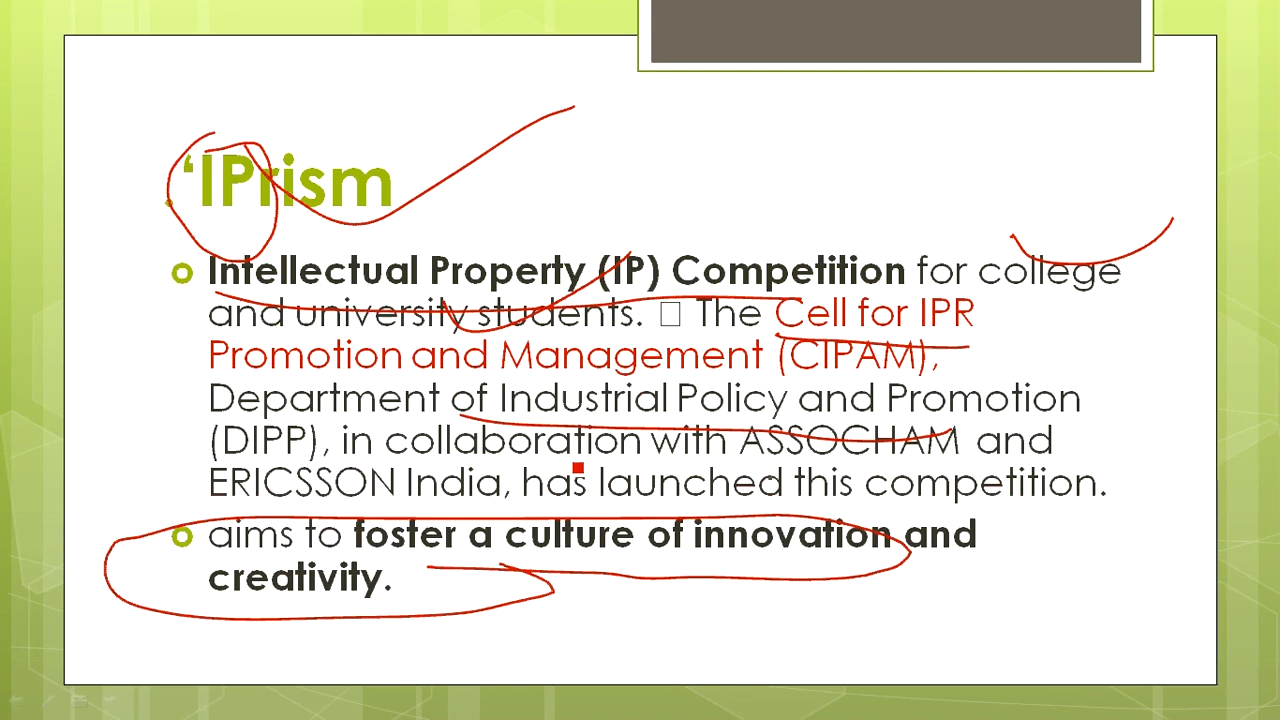 .‘IPrism
Intellectual Property (IP) Competition for college
and university students. □ The Cell for IPR
Promotion and Management (CIPAM),
Department of Industrial Policy and Promotion
(DIPP), in collaboration with ASSOCHAM and
ERICSSON India, has launched this competition.
aims to foster a culture of innovation and
creativity.